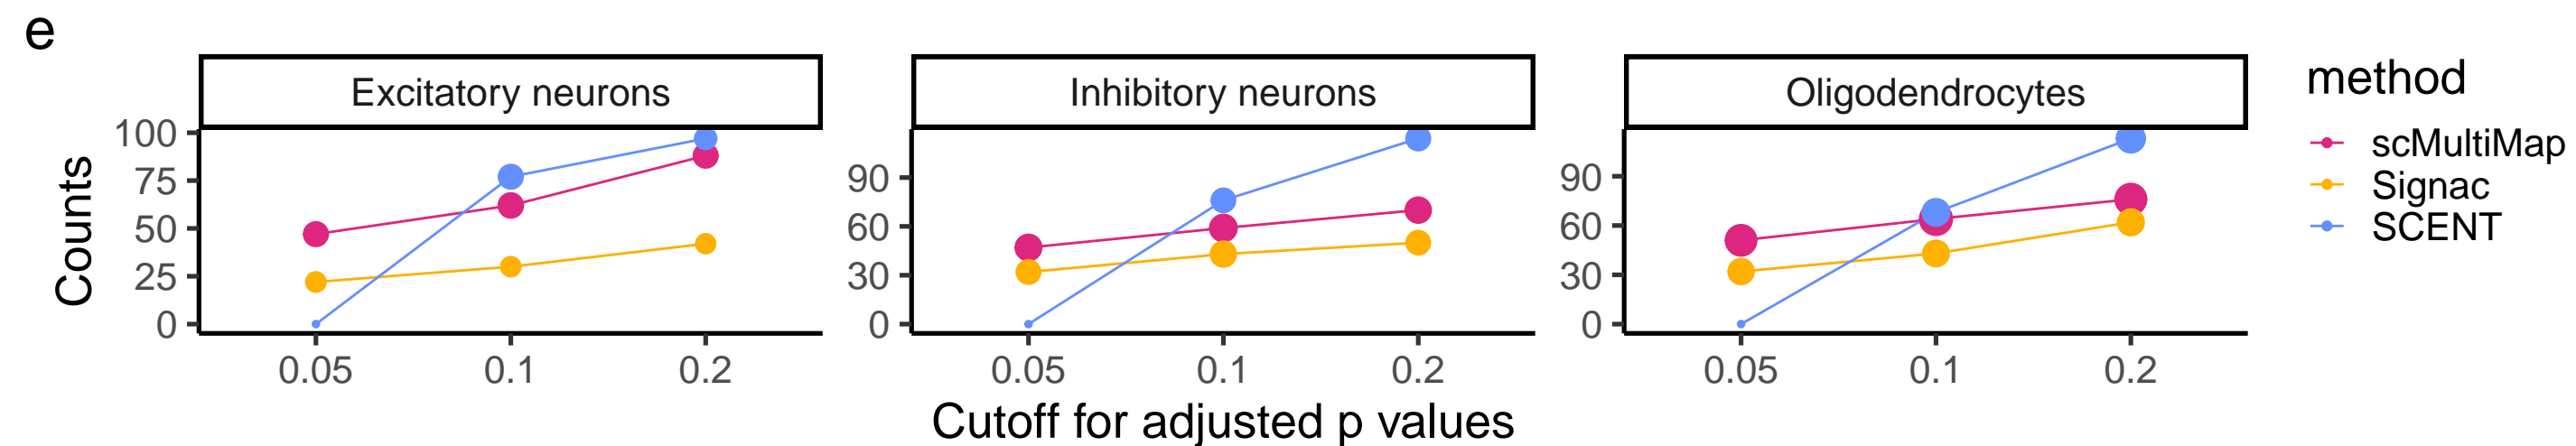 e
Excitatory neurons
Inhibitory neurons
Oligodendrocytes
Counts
100
75
50
25
0
0.05
0.1
0.2
90
60
30
0
0.05
0.1
0.2
90
60
30
0
0.05
0.1
0.2
Cutoff for adjusted p values
method
scMultiMap
Signac
SCENT